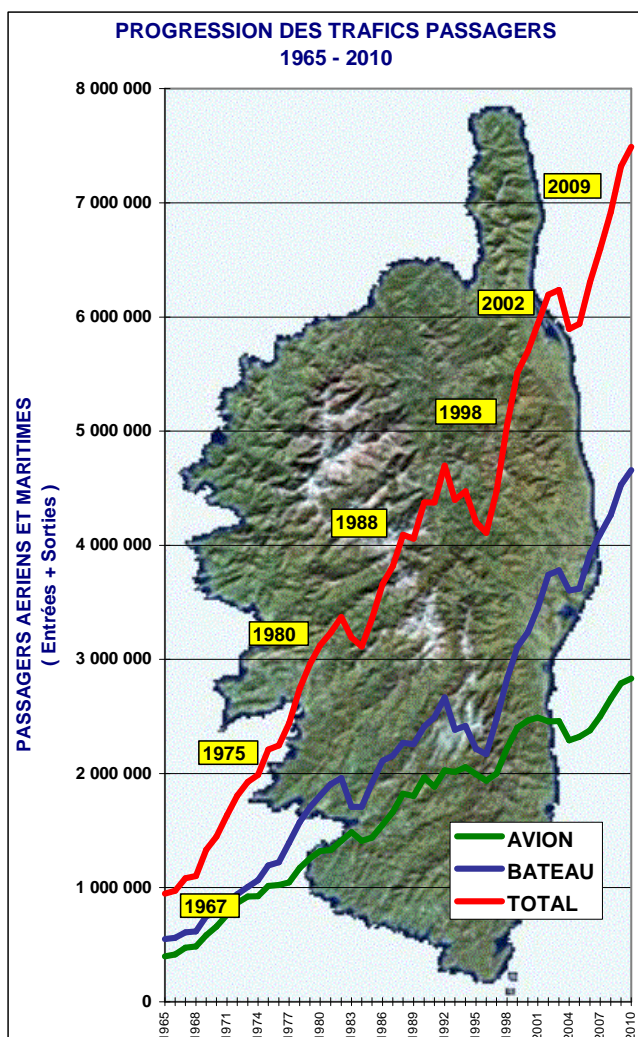 PROGRESSION DES TRAFICS PASSAGERS
1965 - 2010
PASSAGERS AERIENS ET MARITIMES
( Entrées + Sorties )
8 000 000
7 000 000
6 000 000
5 000 000
4 000 000
3 000 000
2 000 000
1 000 000
0
2009
2002
1998
1988
1980
1975
1967
AVION
BATEAU
TOTAL
1965
1968
1971
1974
1977
1980
1983
1986
1989
1992
1995
1998
2001
2004
2007
2010